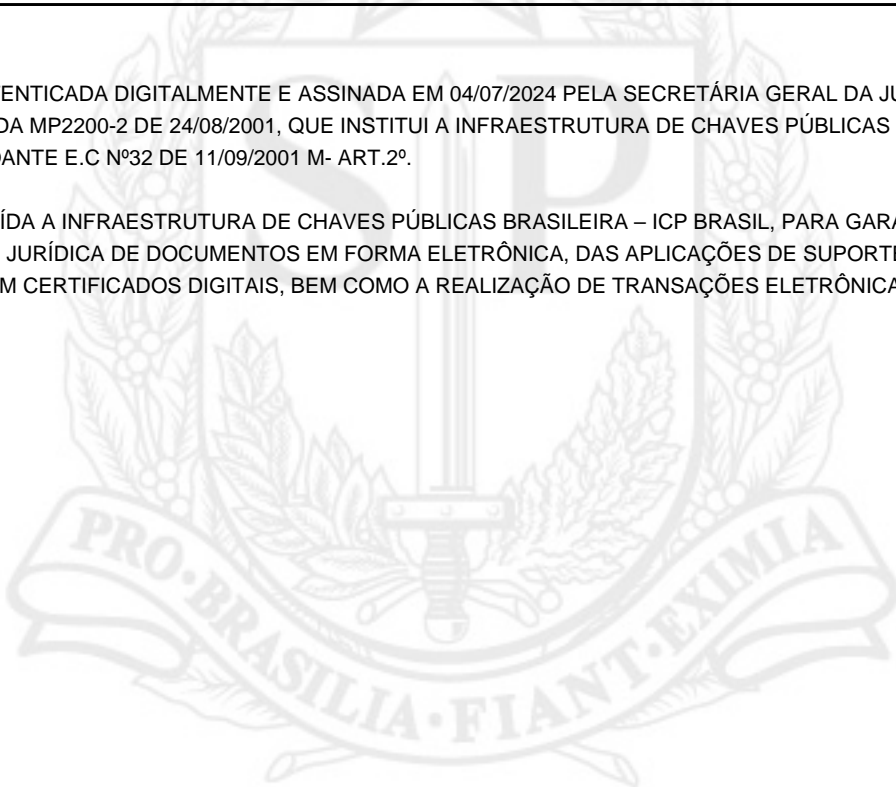 ENTICADA DIGITALMENTE E ASSINADA EM 04/07/2024 PELA SECRETÁRIA GERAL DA JU
DA MP2200-2 DE 24/08/2001, QUE INSTITUI A INFRAESTRUTURA DE CHAVES PÚBLICAS
DANTE E.C Nº32 DE 11/09/2001 M- ART.2º.
ÍDA A INFRAESTRUTURA DE CHAVES PÚBLICAS BRASILEIRA – ICP BRASIL, PARA GARA
JURÍDICA DE DOCUMENTOS EM FORMA ELETRÔNICA, DAS APLICAÇÕES DE SUPORTE
M CERTIFICADOS DIGITAIS, BEM COMO A REALIZAÇÃO DE TRANSAÇÕES ELETRÔNICA
SP
PRO·BRASILIA·FIANT·EXIMIA